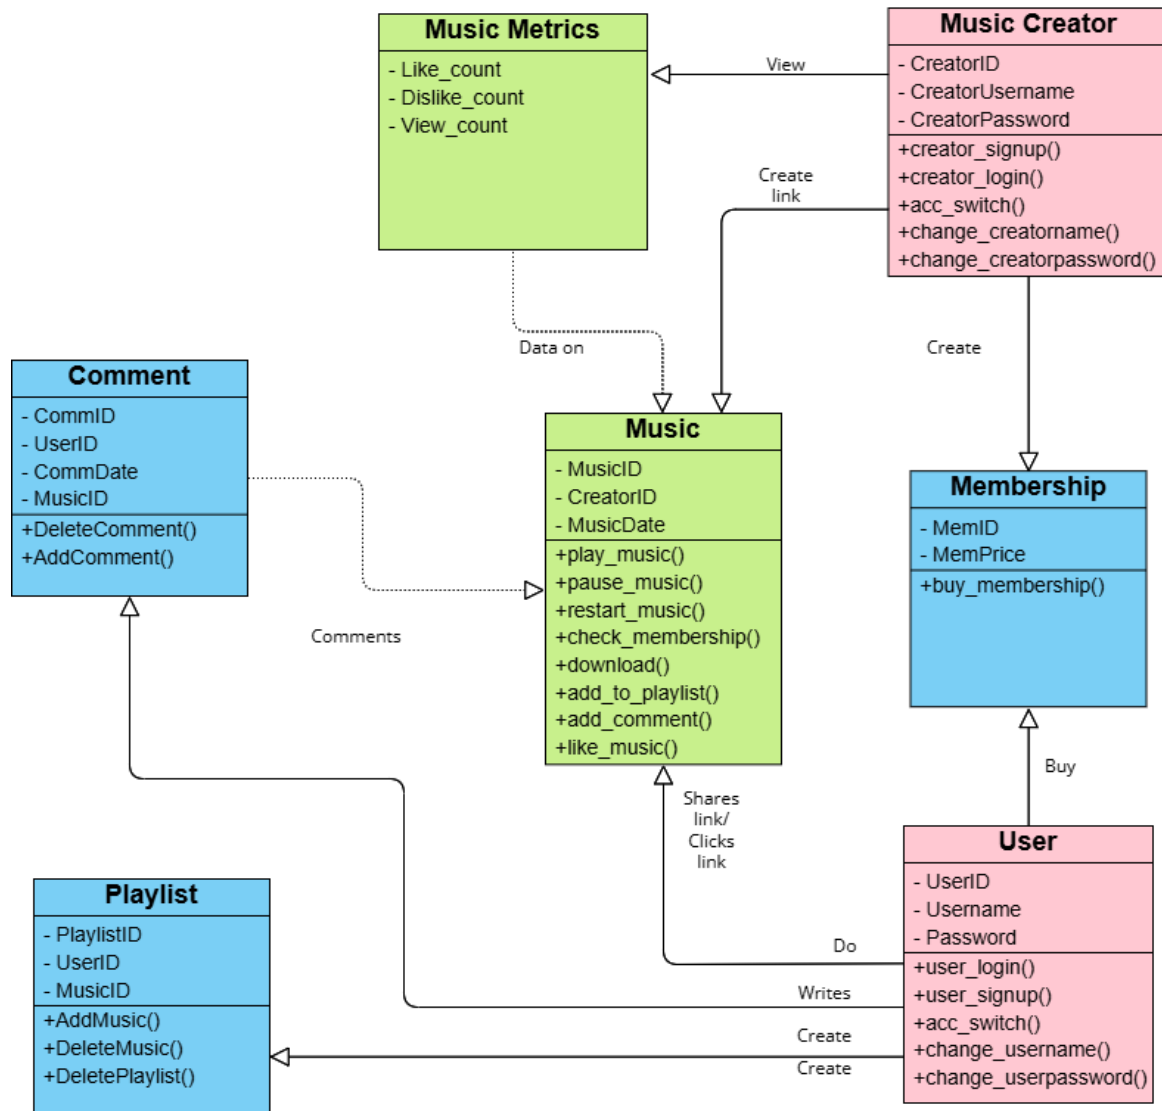 Music Metrics
- Like_count
- Dislike_count
- View_count
View
Music Creator
- CreatorID
- CreatorUsername
- CreatorPassword
+creator_signup()
+creator_login()
+acc_switch()
+change_creatorname()
+change_creatorpassword()
Create
link
Data on
Create
Comment
- CommID
- UserID
- CommDate
- MusicID
+DeleteComment()
+AddComment()
Comments
Music
- MusicID
- CreatorID
- MusicDate
+play_music()
+pause_music()
+restart_music()
+check_membership()
+download()
+add_to_playlist()
+add_comment()
+like_music()
Membership
- MemID
- MemPrice
+buy_membership()
Buy
Shares
link/
Clicks
link
Do
Writes
Create
Create
Playlist
- PlaylistID
- UserID
- MusicID
+AddMusic()
+DeleteMusic()
+DeletePlaylist()
User
- UserID
- Username
- Password
+user_login()
+user_signup()
+acc_switch()
+change_username()
+change_userpassword()